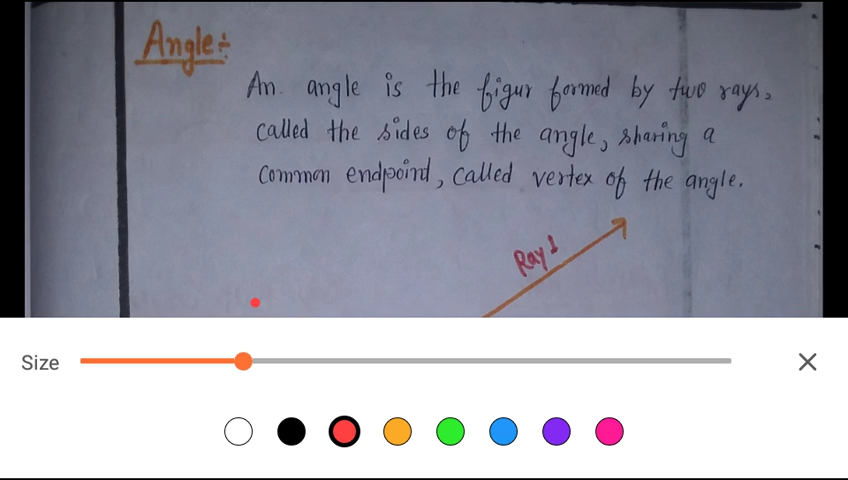 Angle÷
An angle is the figur formed by two rays,
called the sides of the angle, sharing a
common endpoint, called vertex of the angle.
Ray 1
Size